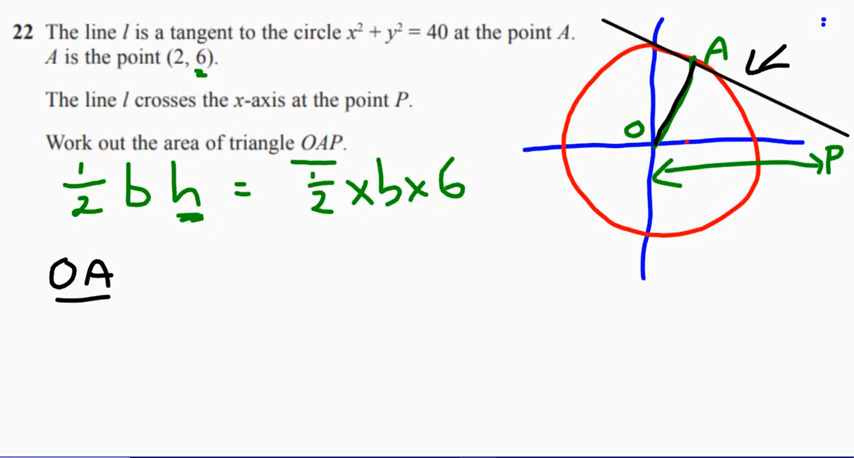 22 The line l is a tangent to the circle x² + y² = 40 at the point A.
A is the point (2, 6).
The line l crosses the x-axis at the point P.
Work out the area of triangle OAP.
½ b h = ½ × b × 6
OA
A
O
P